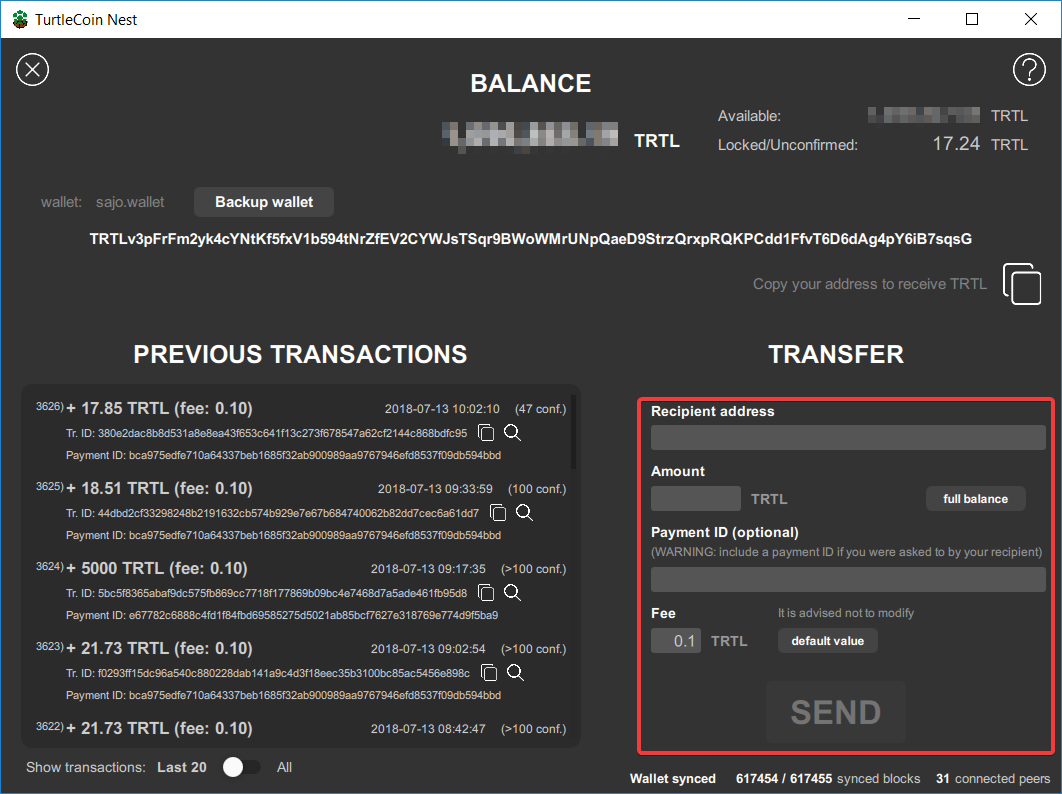 TurtleCoin Nest
BALANCE
TRTL
Available: TRTL
Locked/Unconfirmed: 17.24 TRTL
wallet: sajo.wallet Backup wallet
TRTLv3pFrFm2yk4cYNtKf5fxV1b594tNrZfEV2CYWJsTSqr9BWoWMrUNpQaeD9StrzQrxpRQKPCdd1FfvT6D6dAg4pY6iB7sqsG
Copy your address to receive TRTL
PREVIOUS TRANSACTIONS
3626) + 17.85 TRTL (fee: 0.10) 2018-07-13 10:02:10 (47 conf.)
Tr. ID: 380e2dac8b8d531a8e8ea43f653c641f13c273f678547a62cf2144c868bdfc95
Payment ID: bca975edfe710a64337beb1685f32ab900989aa9767946efd8537f09db594bbd
3625) + 18.51 TRTL (fee: 0.10) 2018-07-13 09:33:59 (100 conf.)
Tr. ID: 44dbd2cf33298248b2191632cb574b929e7e67b684740062b82dd7cec6a61dd7
Payment ID: bca975edfe710a64337beb1685f32ab900989aa9767946efd8537f09db594bbd
3624) + 5000 TRTL (fee: 0.10) 2018-07-13 09:17:35 (>100 conf.)
Tr. ID: 5bc5f8365abaf9dc575fb869cc7718f177869b09bc4e7468d7a5ade461fb95d8
Payment ID: e67782c6888c4fd1f84fbd69585275d5021ab85bcf7627e318769e774d9f5ba9
3623) + 21.73 TRTL (fee: 0.10) 2018-07-13 09:02:54 (>100 conf.)
Tr. ID: f0293ff15dc96a540c880228dab141a9c4d3f18eec35b3100bc85ac5456e898c
Payment ID: bca975edfe710a64337beb1685f32ab900989aa9767946efd8537f09db594bbd
3622) + 21.73 TRTL (fee: 0.10) 2018-07-13 08:42:47 (>100 conf.)
Show transactions: Last 20 All
TRANSFER
Recipient address
Amount
TRTL full balance
Payment ID (optional)
(WARNING: include a payment ID if you were asked to by your recipient)
Fee It is advised not to modify
0.1 TRTL default value
SEND
Wallet synced 617454 / 617455 synced blocks 31 connected peers